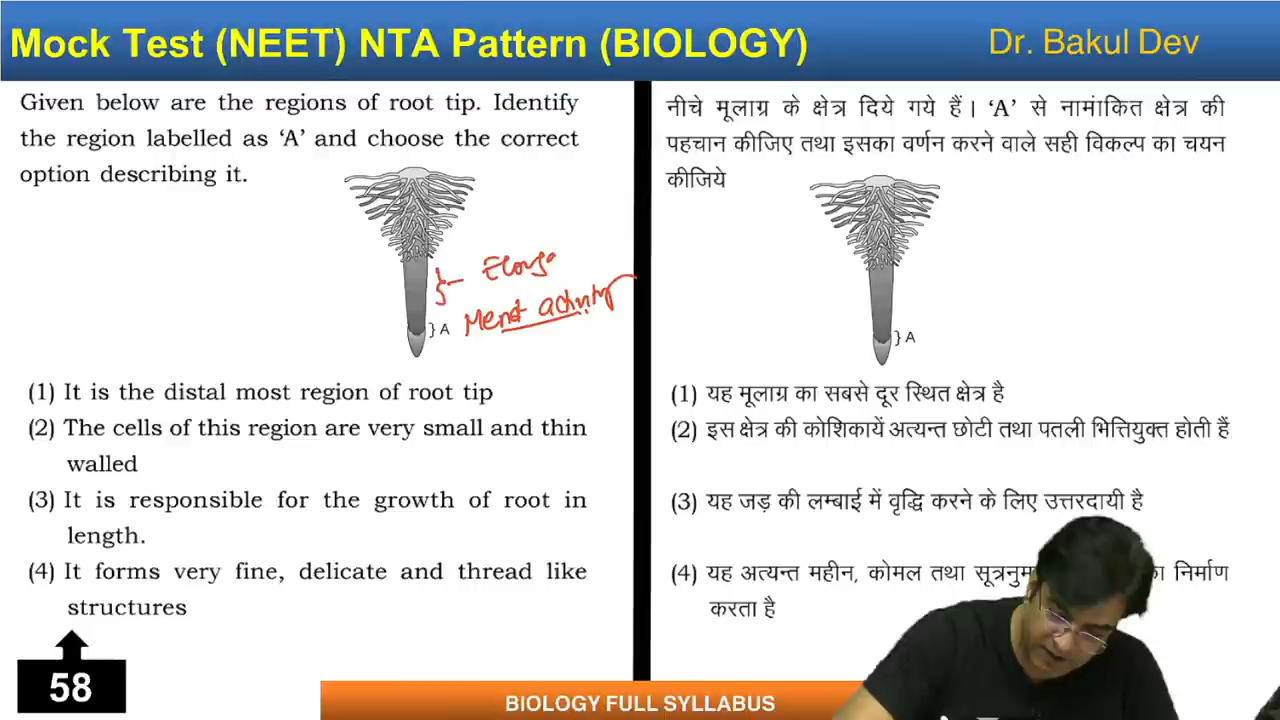 Mock Test (NEET) NTA Pattern (BIOLOGY)
Dr. Bakul Dev
Given below are the regions of root tip. Identify
the region labelled as ‘A’ and choose the correct
option describing it.
} A
(1) It is the distal most region of root tip
(2) The cells of this region are very small and thin
walled
(3) It is responsible for the growth of root in
length.
(4) It forms very fine, delicate and thread like
structures
58
नीचे मूलाग्र के क्षेत्र दिये गये हैं। ‘A’ से नामांकित क्षेत्र की
पहचान कीजिए तथा इसका वर्णन करने वाले सही विकल्प का चयन
कीजिये
} A
(1) यह मूलाग्र का सबसे दूर स्थित क्षेत्र है
(2) इस क्षेत्र की कोशिकायें अत्यन्त छोटी तथा पतली भित्तियुक्त होती हैं
(3) यह जड़ की लम्बाई में वृद्धि करने के लिए उत्तरदायी है
(4) यह अत्यन्त महीन, कोमल तथा निर्माण
करता है
BIOLOGY FULL SYLLABUS
activity